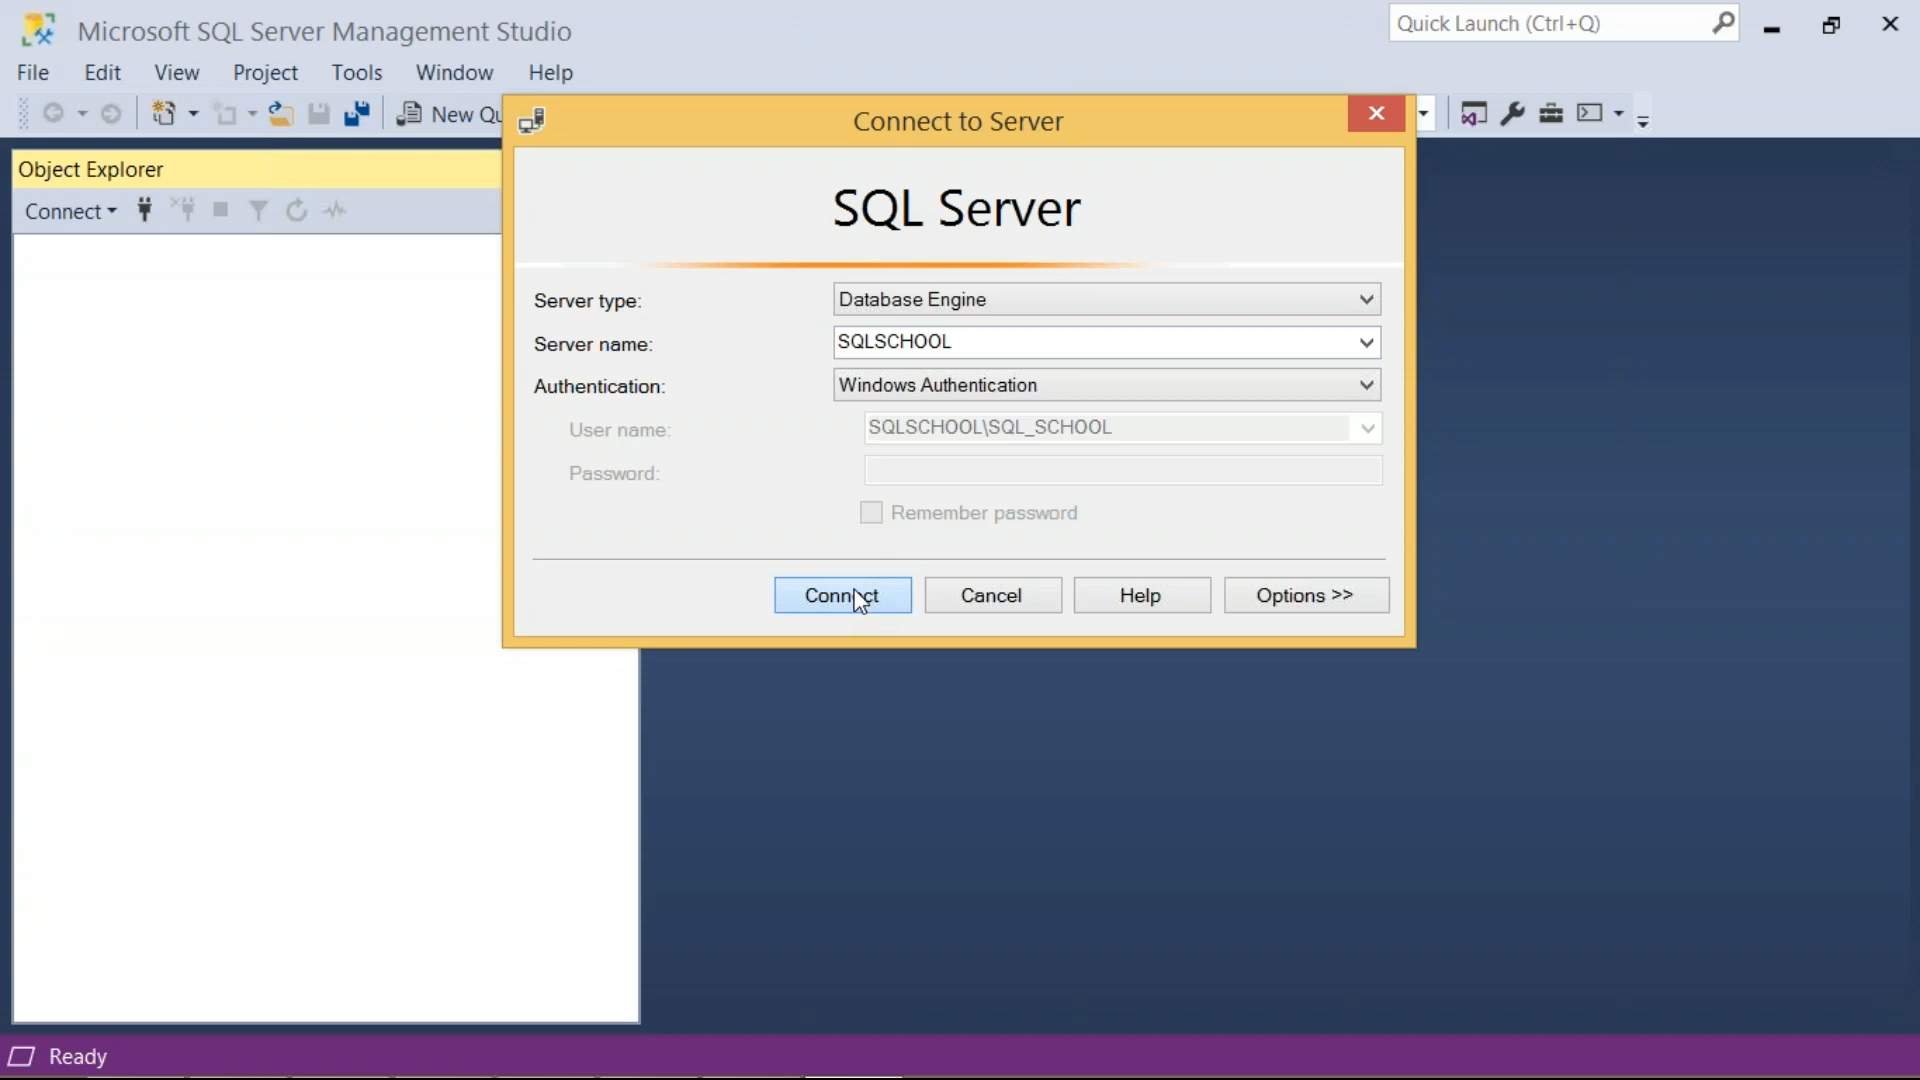 Microsoft SQL Server Management Studio
Quick Launch (Ctrl+Q)
File Edit View Project Tools Window Help
New Qu
Connect to Server
Object Explorer
Connect
SQL Server
Server type: Database Engine
Server name: SQLSCHOOL
Authentication: Windows Authentication
User name: SQLSCHOOL\SQL_SCHOOL
Password:
Remember password
Connect Cancel Help Options >>
Ready